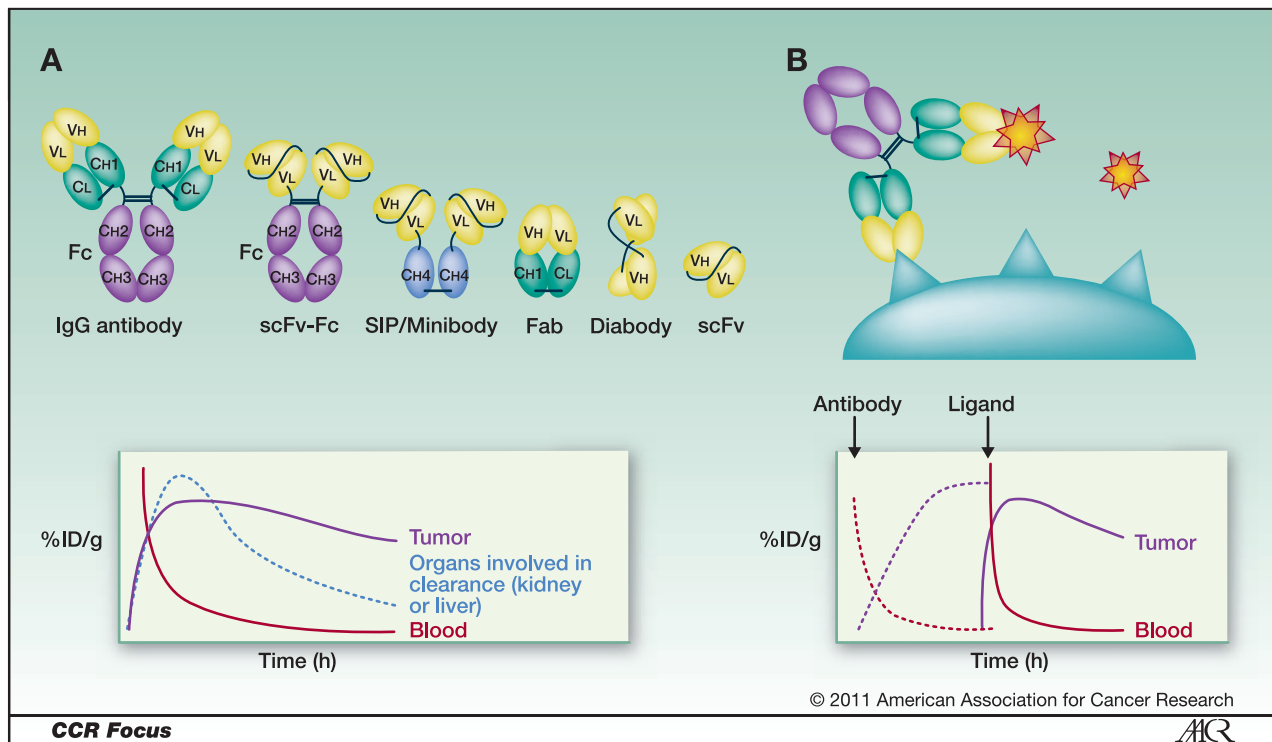 A
VH
VL
CH1
CL
VH
VL
CH1
CL
CH2
CH2
Fc
CH3
CH3
IgG antibody
VH
VL
VH
VL
CH2
CH2
Fc
CH3
CH3
scFv-Fc
VH
VL
VH
VL
CH4
CH4
SIP/Minibody
VH
VL
CH1
CL
Fab
VL
VH
Diabody
VH
VL
scFv
%ID/g
Tumor
Organs involved in
clearance (kidney
or liver)
Blood
Time (h)
B
Antibody
Ligand
%ID/g
Tumor
Blood
Time (h)
© 2011 American Association for Cancer Research
CCR Focus
AACR